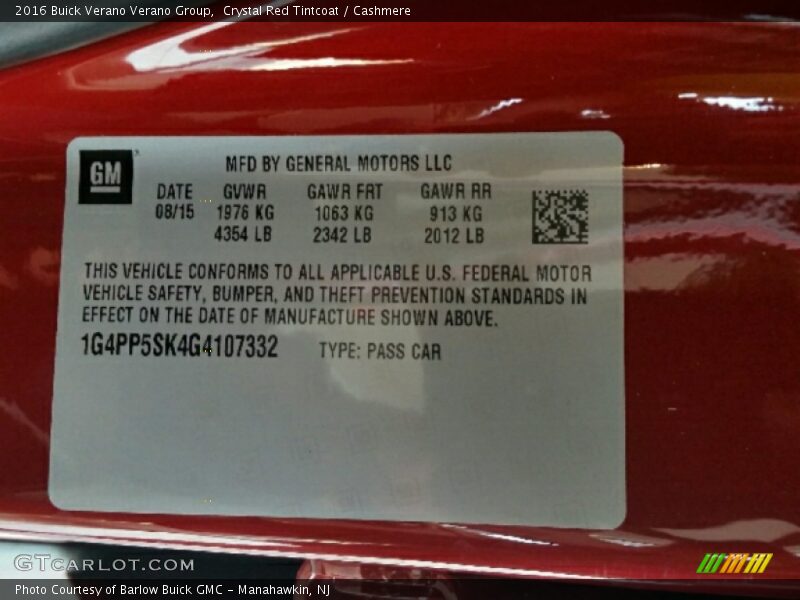 2016 Buick Verano Verano Group, Crystal Red Tintcoat / Cashmere
GM
MFD BY GENERAL MOTORS LLC
DATE GVWR GAWR FRT GAWR RR
08/15 1976 KG 1063 KG 913 KG
4354 LB 2342 LB 2012 LB
THIS VEHICLE CONFORMS TO ALL APPLICABLE U.S. FEDERAL MOTOR
VEHICLE SAFETY, BUMPER, AND THEFT PREVENTION STANDARDS IN
EFFECT ON THE DATE OF MANUFACTURE SHOWN ABOVE.
1G4PP5SK4G4107332 TYPE: PASS CAR
GTCARLOT.COM
Photo Courtesy of Barlow Buick GMC - Manahawkin, NJ